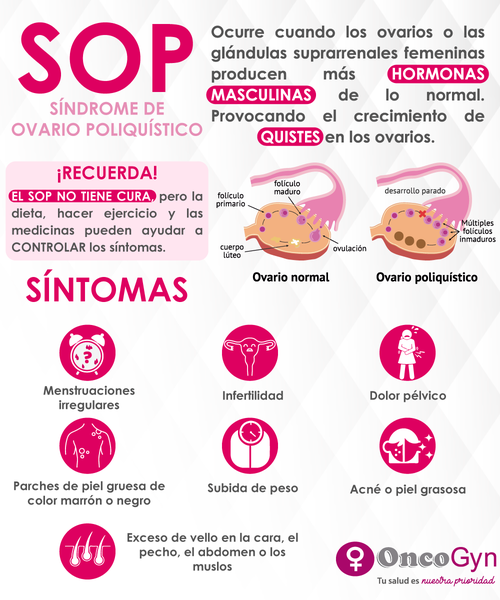 SOP
SÍNDROME DE
OVARIO POLIQUÍSTICO
Ocurre cuando los ovarios o las
glándulas suprarrenales femeninas
producen más HORMONAS
MASCULINAS de lo normal.
Provocando el crecimiento de
QUISTES en los ovarios.
¡RECUERDA!
EL SOP NO TIENE CURA, pero la
dieta, hacer ejercicio y las
medicinas pueden ayudar a
CONTROLAR los síntomas.
folículo
primario
folículo
maduro
cuerpo
lúteo
ovulación
Ovario normal
desarrollo parado
Múltiples
folículos
inmaduros
Ovario poliquístico
SÍNTOMAS
?
Menstruaciones
irregulares
Infertilidad
Dolor pélvico
Parches de piel gruesa de
color marrón o negro
Subida de peso
Acné o piel grasosa
Exceso de vello en la cara, el
pecho, el abdomen o los
muslos
OncoGyn
Tu salud es nuestra prioridad